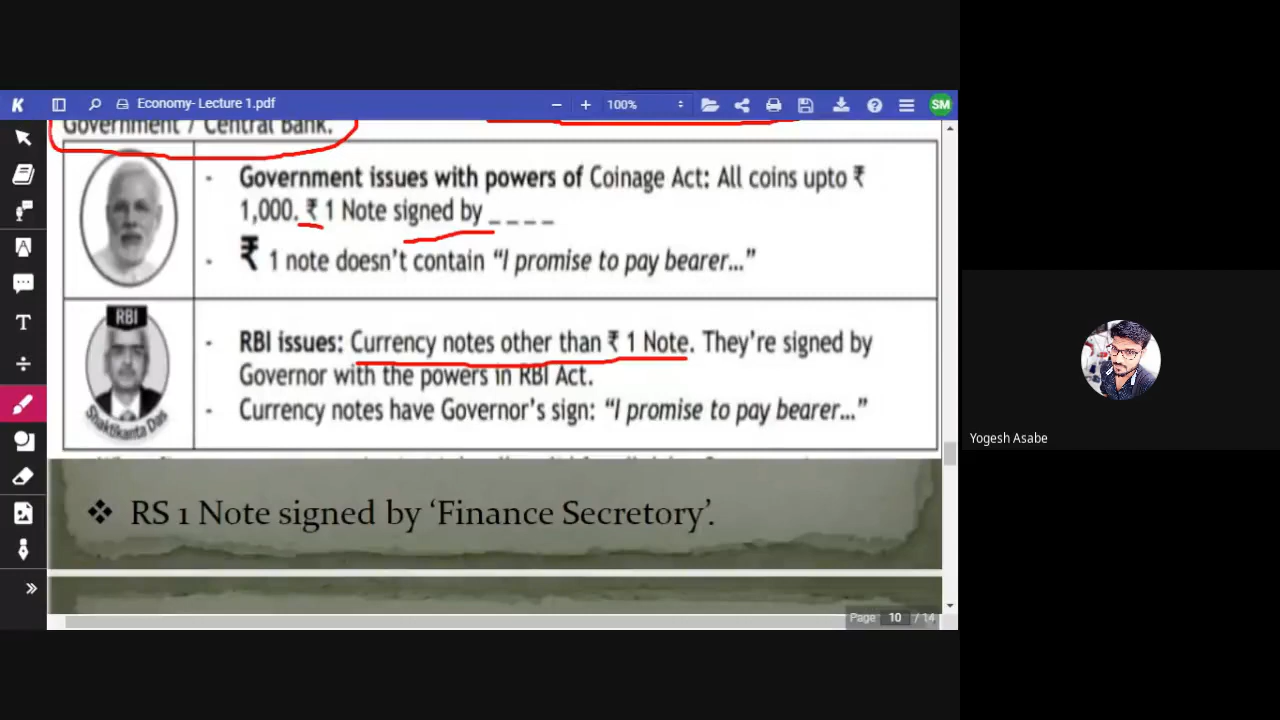 K
Economy- Lecture 1.pdf
100%
SM
Government / Central Bank.
- Government issues with powers of Coinage Act: All coins upto ₹
1,000. ₹ 1 Note signed by _ _ _ _
- ₹ 1 note doesn’t contain “I promise to pay bearer…”
RBI
Shaktikanta Das
- RBI issues: Currency notes other than ₹ 1 Note. They’re signed by
Governor with the powers in RBI Act.
- Currency notes have Governor’s sign: “I promise to pay bearer…”
❖ RS 1 Note signed by ‘Finance Secretory’.
Page 10 / 14
Yogesh Asabe